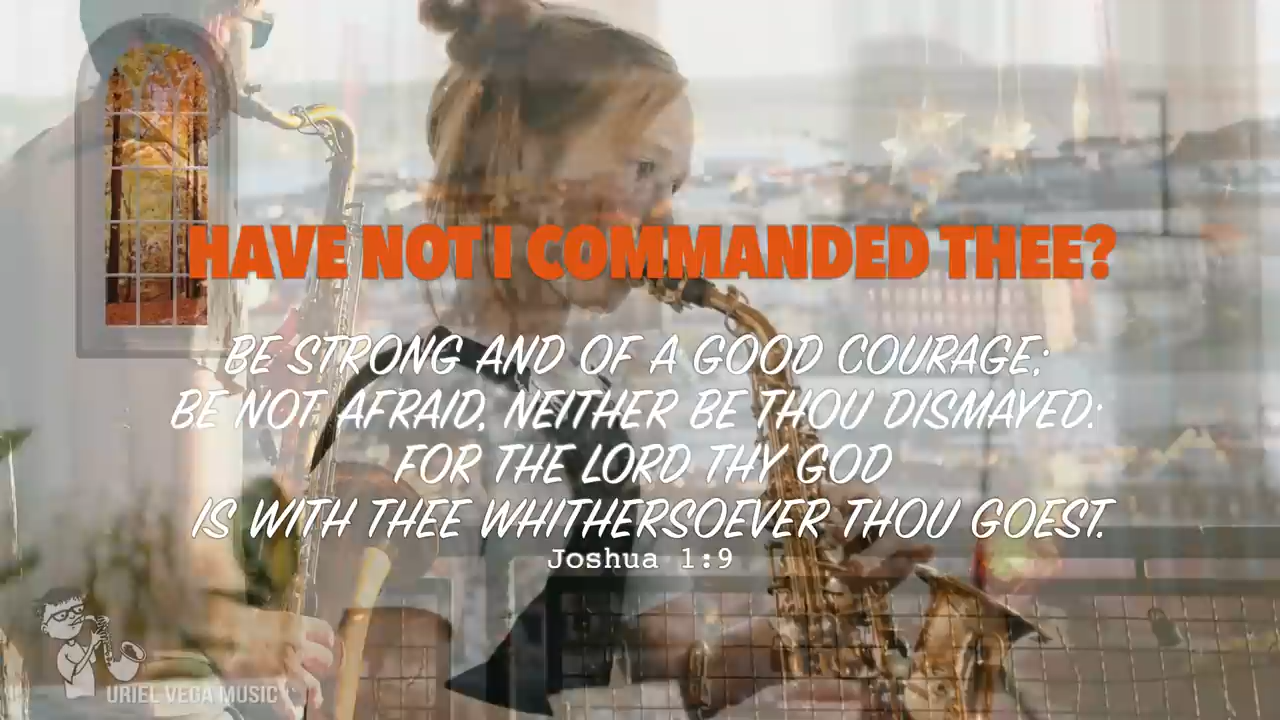 HAVE NOT I COMMANDED THEE?
BE STRONG AND OF A GOOD COURAGE;
BE NOT AFRAID, NEITHER BE THOU DISMAYED:
FOR THE LORD THY GOD
IS WITH THEE WHITHERSOEVER THOU GOEST.
Joshua 1:9
URIEL VEGA MUSIC